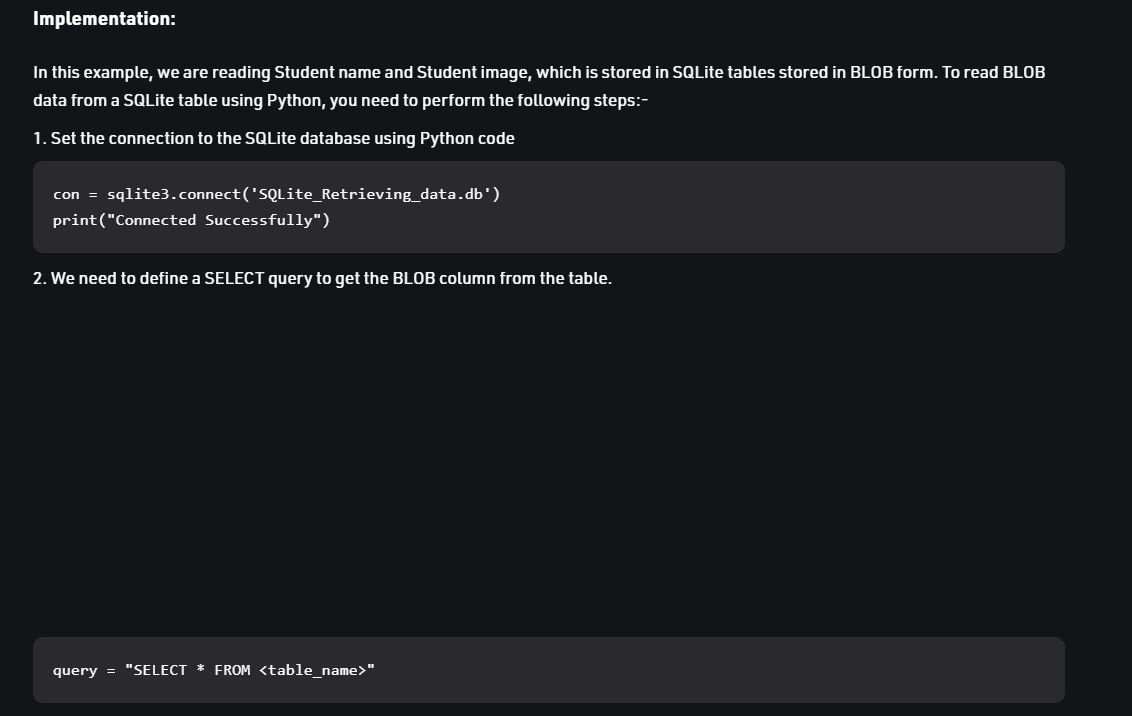 Implementation:
In this example, we are reading Student name and Student image, which is stored in SQLite tables stored in BLOB form. To read BLOB
data from a SQLite table using Python, you need to perform the following steps:-
1. Set the connection to the SQLite database using Python code
con = sqlite3.connect('SQLite_Retrieving_data.db')
print("Connected Successfully")
2. We need to define a SELECT query to get the BLOB column from the table.
query = "SELECT * FROM <table_name>"